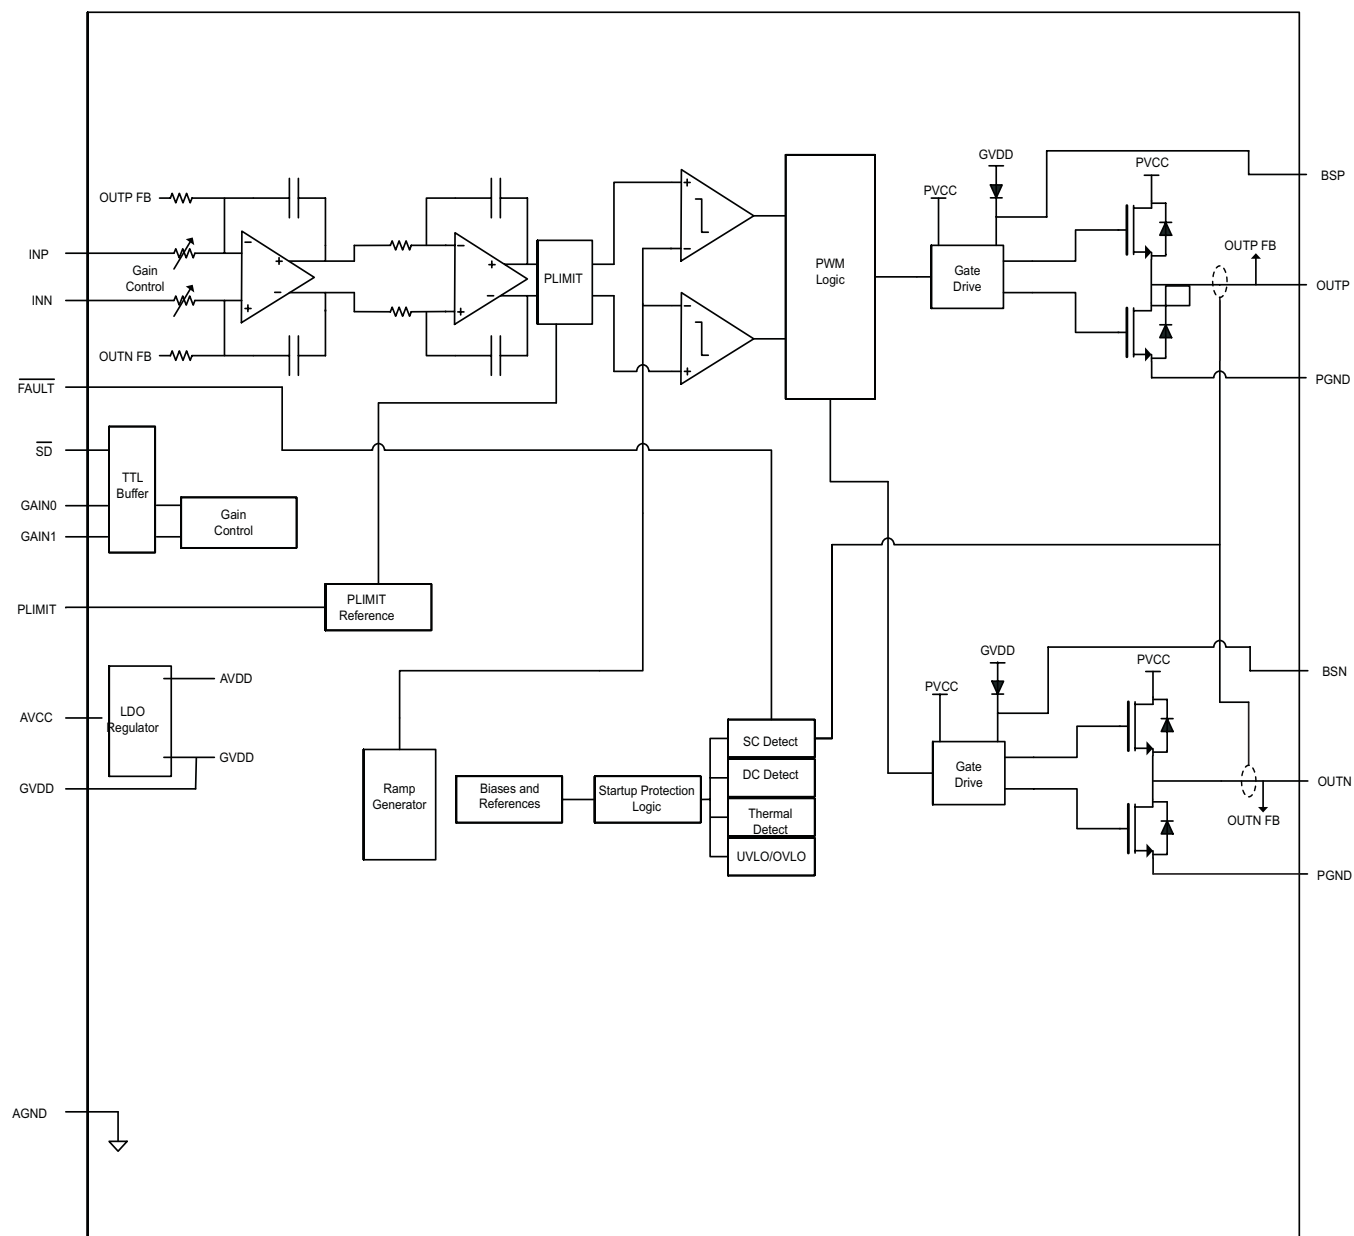 GVDD
PVCC
BSP
PVCC
OUTP FB
INP
Gain
Control
INN
OUTN FB
PLIMIT
PWM
Logic
Gate
Drive
OUTP FB
OUTP
PGND
FAULT
SD
TTL
Buffer
GAIN0
GAIN1
Gain
Control
PLIMIT
PLIMIT
Reference
AVDD
AVCC
LDO
Regulator
GVDD
GVDD
Ramp
Generator
Biases and
References
Startup Protection
Logic
SC Detect
DC Detect
Thermal
Detect
UVLO/OVLO
GVDD
PVCC
BSN
PVCC
Gate
Drive
OUTN
OUTN FB
PGND
AGND